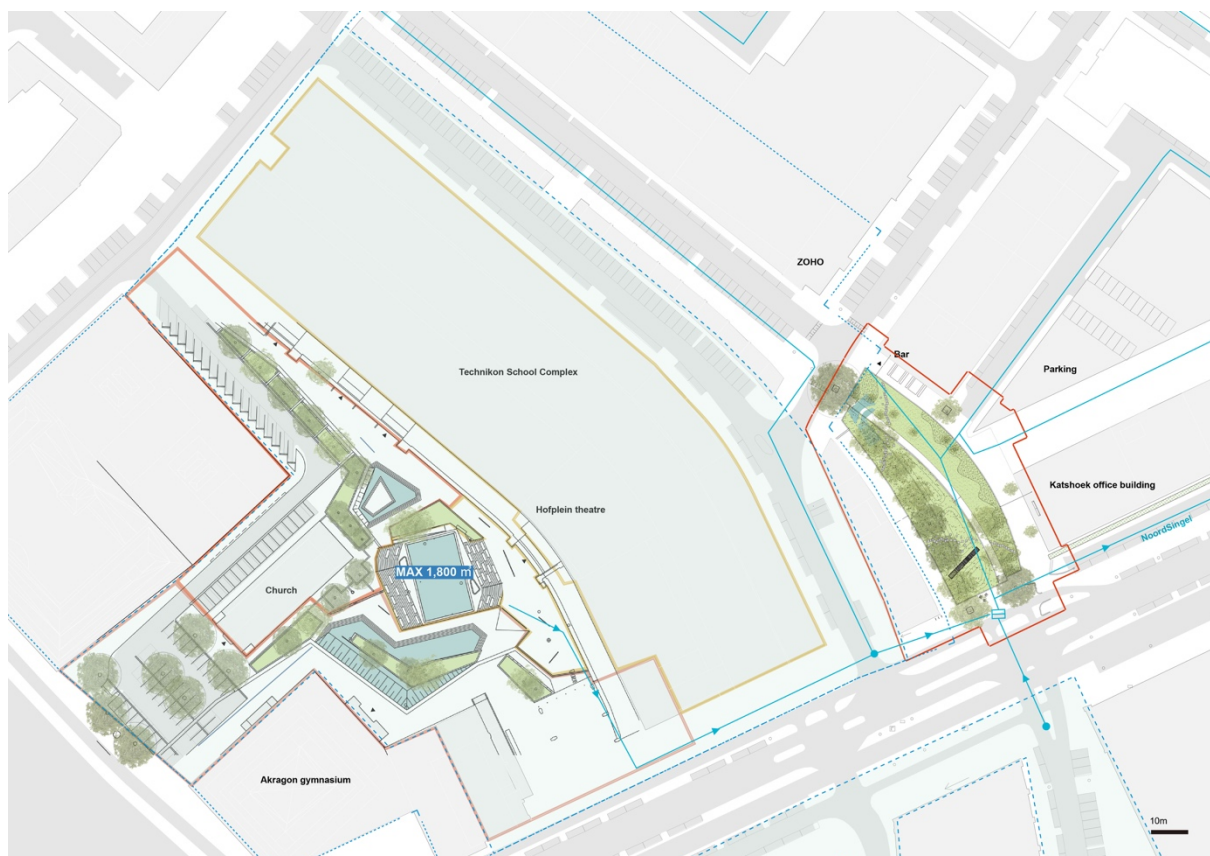 ZOHO
Bar
Technikon School Complex
Parking
Katshoek office building
Hofplein theatre
NoordSingel
MAX 1,800 m
Church
Akragon gymnasium
10m